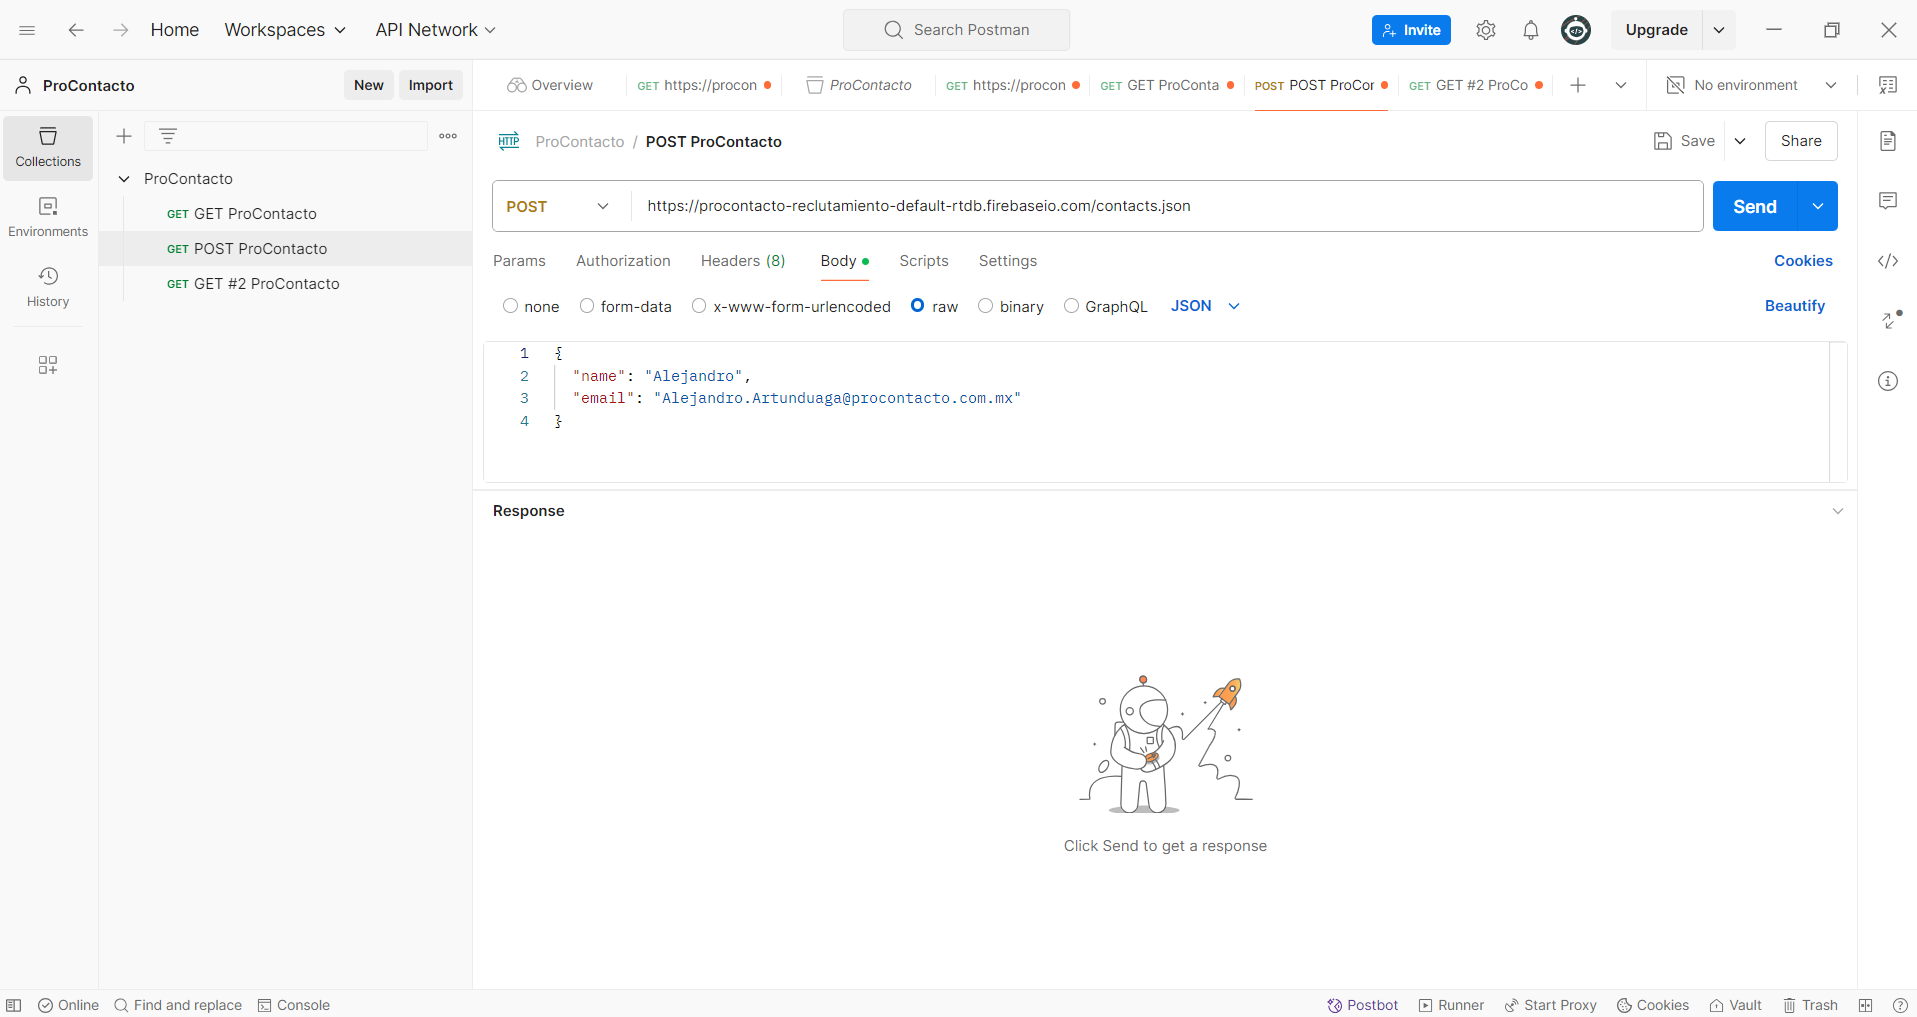 Home Workspaces API Network Search Postman Invite Upgrade
ProContacto New Import
Overview GET https://procon ProContacto GET https://procon GET GET ProConta POST POST ProCor GET GET #2 ProCo No environment
Collections
Environments
History
ProContacto
GET GET ProContacto
GET POST ProContacto
GET GET #2 ProContacto
HTTP ProContacto / POST ProContacto Save Share
POST https://procontacto-reclutamiento-default-rtdb.firebaseio.com/contacts.json Send
Params Authorization Headers (8) Body Scripts Settings Cookies
none form-data x-www-form-urlencoded raw binary GraphQL JSON Beautify
1 {
2 "name": "Alejandro",
3 "email": "Alejandro.Artunduaga@procontacto.com.mx"
4 }
Response
Click Send to get a response
Online Find and replace Console Postbot Runner Start Proxy Cookies Vault Trash